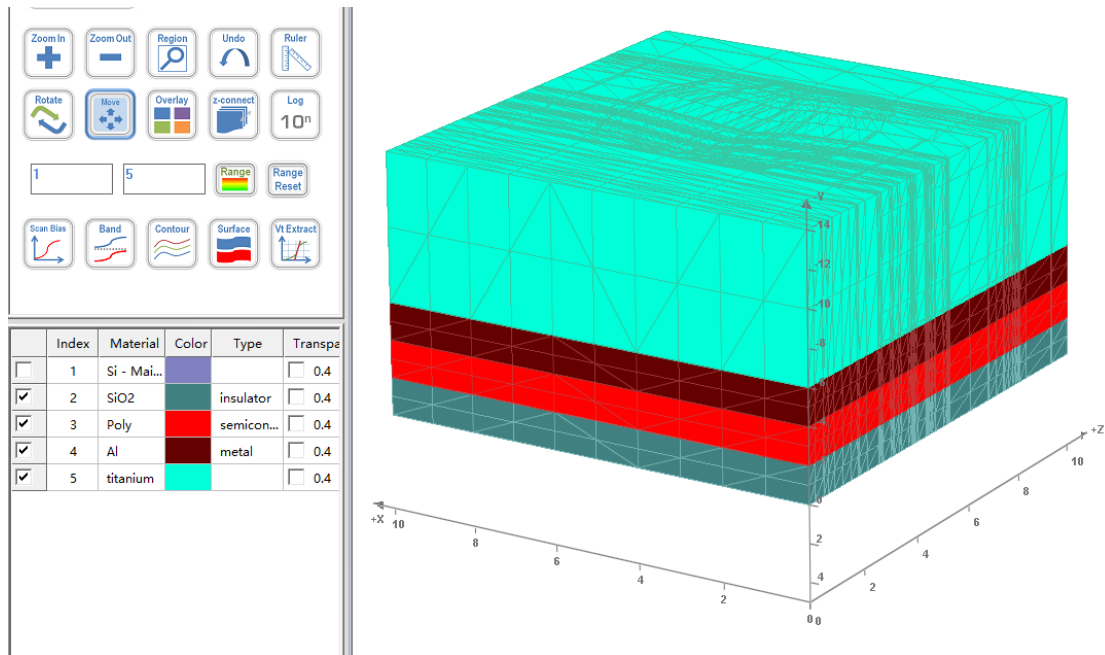 Zoom In Zoom Out Region Undo Ruler
Rotate Move Overlay z-connect Log
10ⁿ
1 5 Range Range Reset
Scan Bias Band Contour Surface Vt Extract
Index Material Color Type Transpa
1 Si - Mai... 0.4
2 SiO2 insulator 0.4
3 Poly semicon... 0.4
4 Al metal 0.4
5 titanium 0.4
-Y
-14
-12
-10
-8
0
2
4
+X 10 8 6 4 2 0
0 2 4 6 8 10 +Z